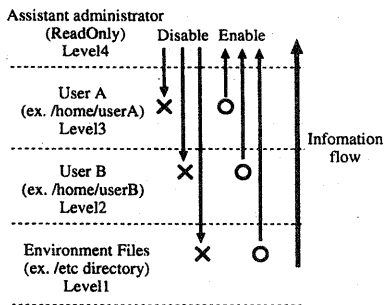 Assistant administrator
(ReadOnly)
Level4
Disable Enable
User A
(ex. /home/userA)
Level3
Infomation
flow
User B
(ex. /home/userB)
Level2
Environment Files
(ex. /etc directory)
Level1